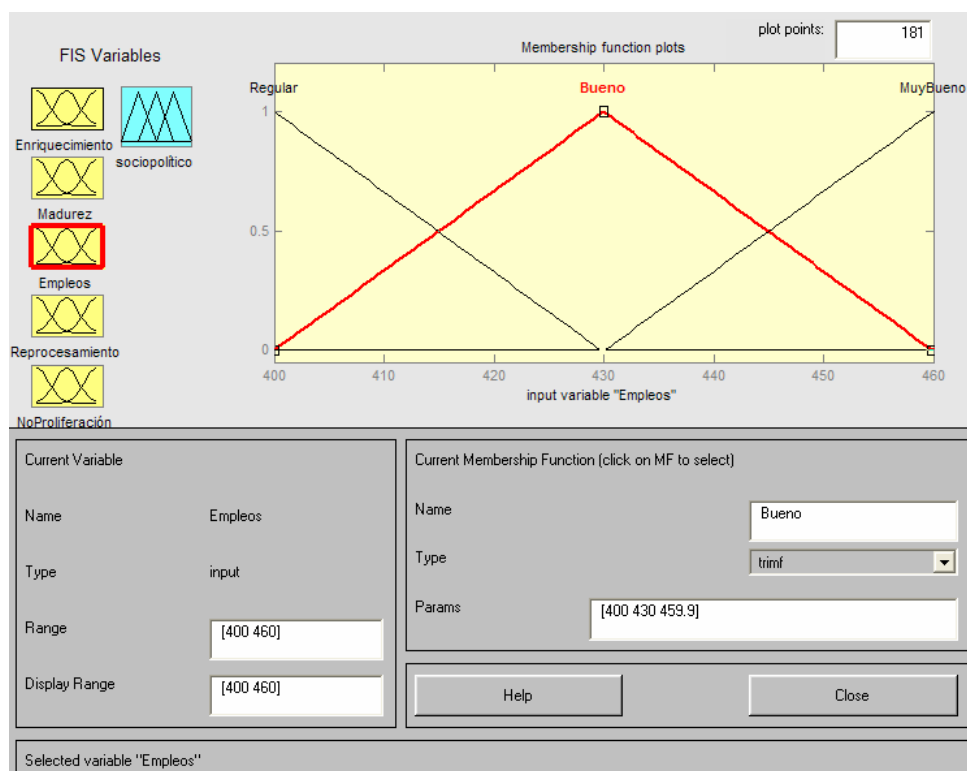 FIS Variables
Membership function plots
plot points:
181
Enriquecimiento
sociopolítico
Madurez
Empleos
Reprocesamiento
NoProliferación
Regular
Bueno
MuyBueno
1
0.5
0
400 410 420 430 440 450 460
input variable "Empleos"
Current Variable
Name Empleos
Type input
Range [400 460]
Display Range [400 460]
Current Membership Function (click on MF to select)
Name Bueno
Type trimf
Params [400 430 459.9]
Help
Close
Selected variable "Empleos"